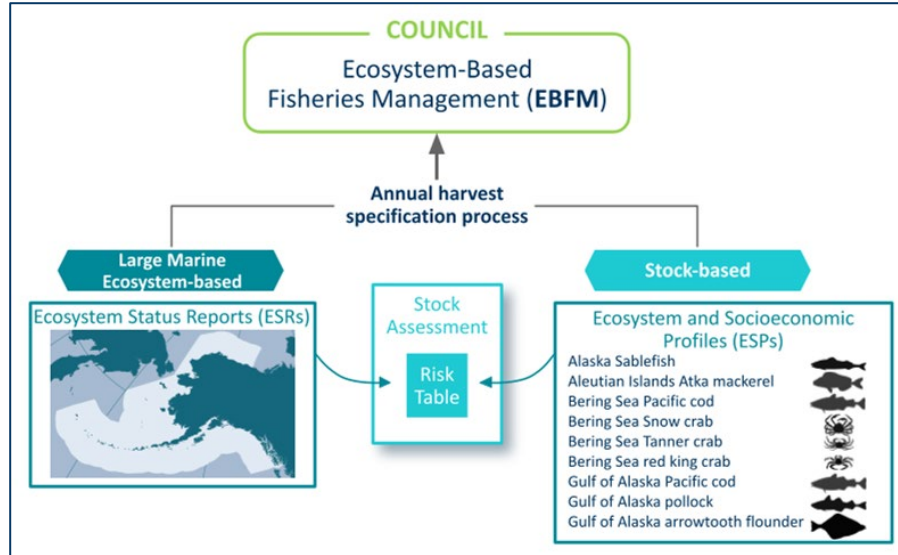 COUNCIL
Ecosystem-Based
Fisheries Management (EBFM)
Annual harvest
specification process
Large Marine
Ecosystem-based
Stock-based
Ecosystem Status Reports (ESRs)
Stock
Assessment
Risk
Table
Ecosystem and Socioeconomic
Profiles (ESPs)
Alaska Sablefish
Aleutian Islands Atka mackerel
Bering Sea Pacific cod
Bering Sea Snow crab
Bering Sea Tanner crab
Bering Sea red king crab
Gulf of Alaska Pacific cod
Gulf of Alaska pollock
Gulf of Alaska arrowtooth flounder